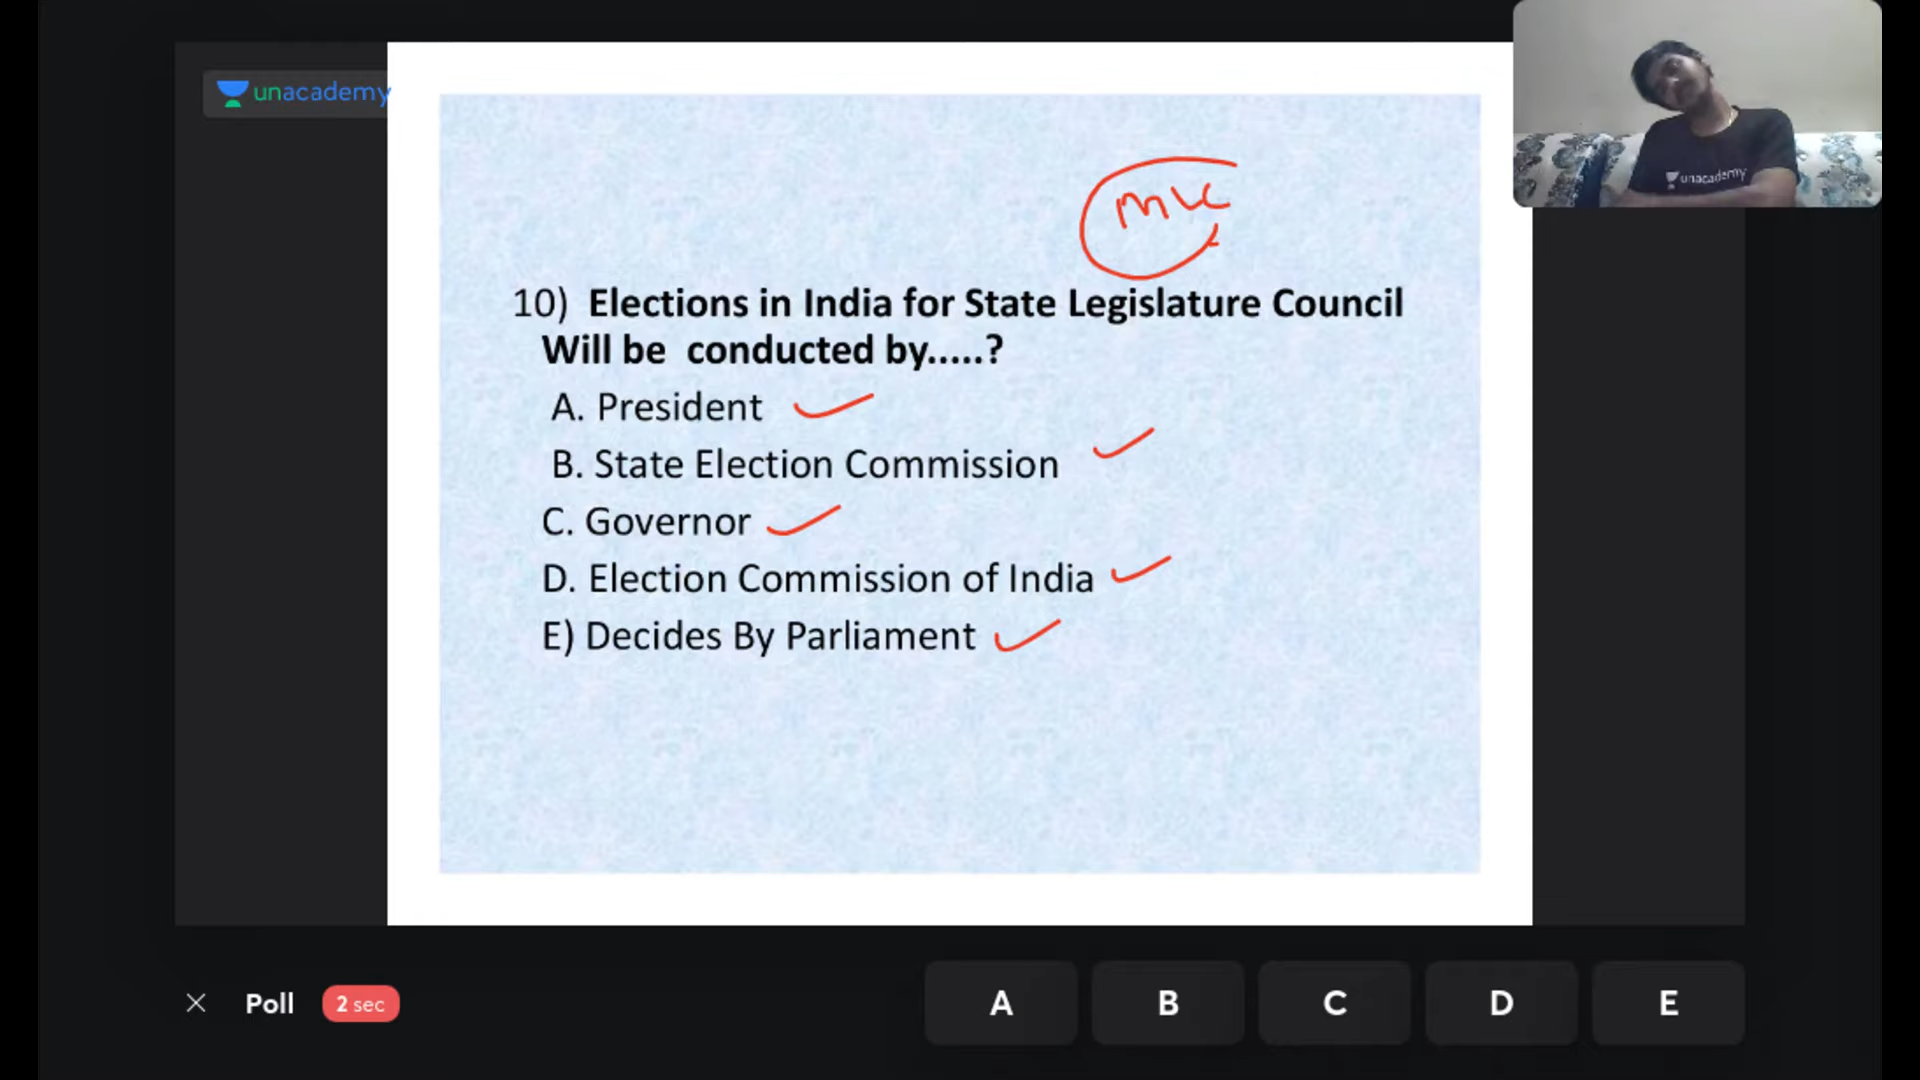 unacademy
unacademy
MLC
10) Elections in India for State Legislature Council
Will be conducted by.....?
A. President
B. State Election Commission
C. Governor
D. Election Commission of India
E) Decides By Parliament
Poll 2 sec A B C D E